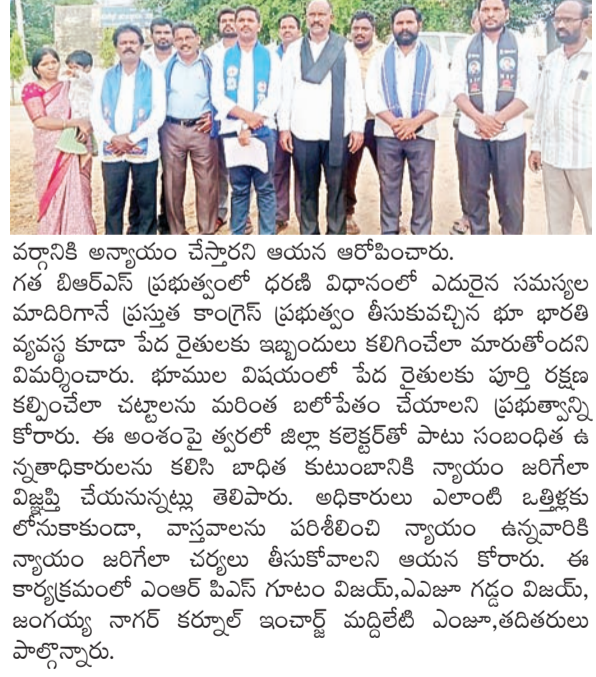 వర్గానికి అన్యాయం చేస్తారని ఆయన ఆరోపించారు.
గత బిఆర్ఎస్ ప్రభుత్వంలో ధరణి విధానంలో ఎదురైన సమస్యల
మాదిరిగానే ప్రస్తుత కాంగ్రెస్ ప్రభుత్వం తీసుకువచ్చిన భూ భారతి
వ్యవస్థ కూడా పేద రైతులకు ఇబ్బందులు కలిగించేలా మారుతోందని
విమర్శించారు. భూముల విషయంలో పేద రైతులకు పూర్తి రక్షణ
కల్పించేలా చట్టాలను మరింత బలోపేతం చేయాలని ప్రభుత్వాన్ని
కోరారు. ఈ అంశంపై త్వరలో జిల్లా కలెక్టర్‌తో పాటు సంబంధిత ఉ
న్నతాధికారులను కలిసి బాధిత కుటుంబానికి న్యాయం జరిగేలా
విజ్ఞప్తి చేయనున్నట్లు తెలిపారు. అధికారులు ఎలాంటి ఒత్తిళ్లకు
లోనుకాకుండా, వాస్తవాలను పరిశీలించి న్యాయం ఉన్నవారికి
న్యాయం జరిగేలా చర్యలు తీసుకోవాలని ఆయన కోరారు. ఈ
కార్యక్రమంలో ఎంఆర్ పిఎస్ గూటం విజయ్,ఎఎజూ గడ్డం విజయ్,
జంగయ్య నాగర్ కర్నూల్ ఇంచార్జ్ మద్దిలేటి ఎంజూ,తదితరులు
పాల్గొన్నారు.